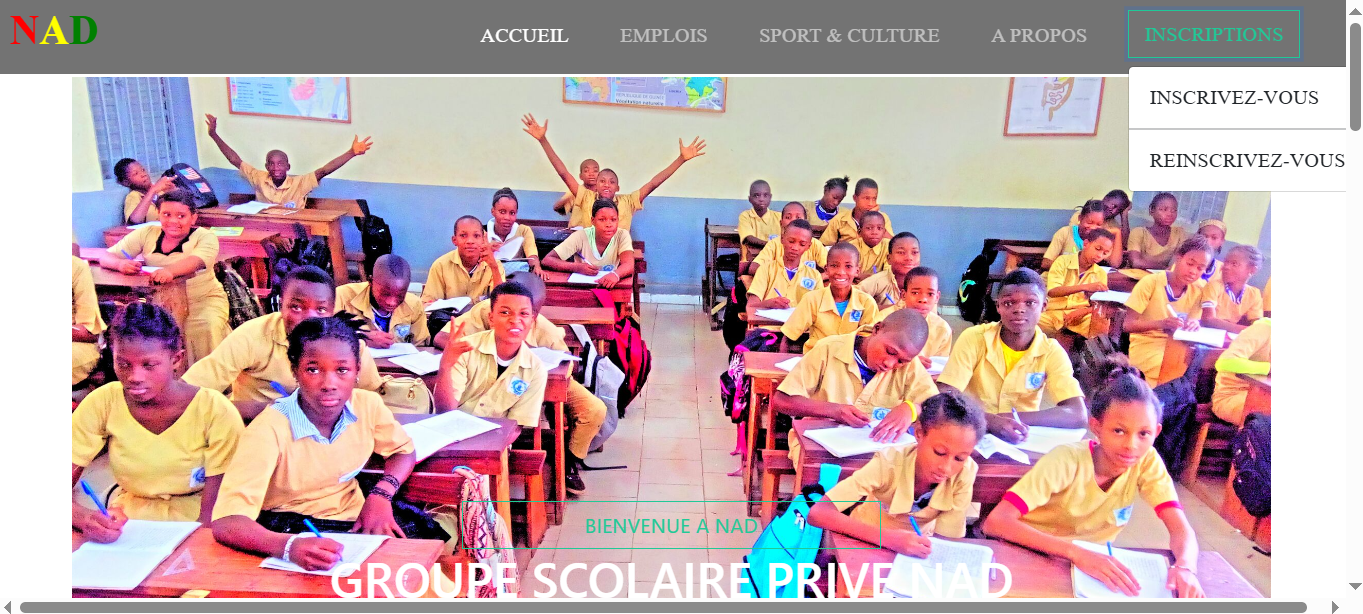 NAD
ACCUEIL EMPLOIS SPORT & CULTURE A PROPOS INSCRIPTIONS
INSCRIVEZ-VOUS
REINSCRIVEZ-VOUS
BIENVENUE A NAD
GROUPE SCOLAIRE PRIVE NAD